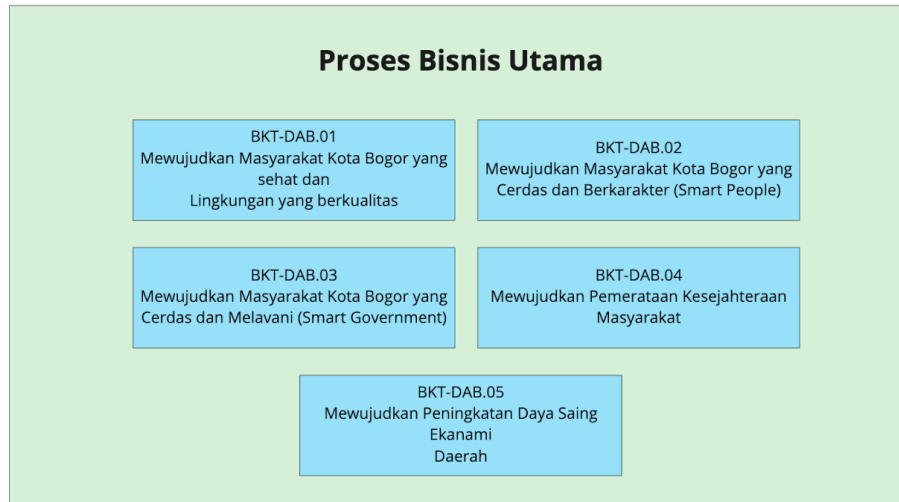 Proses Bisnis Utama
BKT-DAB.01
Mewujudkan Masyarakat Kota Bogor yang
sehat dan
Lingkungan yang berkualitas
BKT-DAB.02
Mewujudkan Masyarakat Kota Bogor yang
Cerdas dan Berkarakter (Smart People)
BKT-DAB.03
Mewujudkan Masyarakat Kota Bogor yang
Cerdas dan Melavani (Smart Government)
BKT-DAB.04
Mewujudkan Pemerataan Kesejahteraan
Masyarakat
BKT-DAB.05
Mewujudkan Peningkatan Daya Saing
Ekanami
Daerah